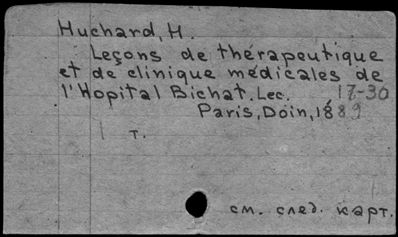 Huchard, H.
Leçons de thérapeutique
et de clinique médicales de
l'Hopital Bichat, Lec. 17-30
Paris, Doin, 1889
1 т.
см. след. карт.